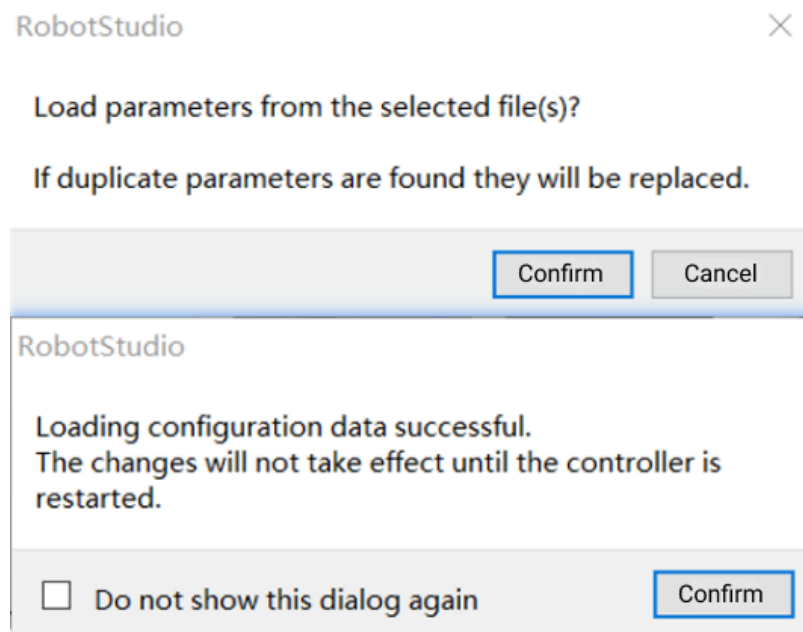 RobotStudio
Load parameters from the selected file(s)?
If duplicate parameters are found they will be replaced.
Confirm
Cancel
RobotStudio
Loading configuration data successful.
The changes will not take effect until the controller is
restarted.
Do not show this dialog again
Confirm